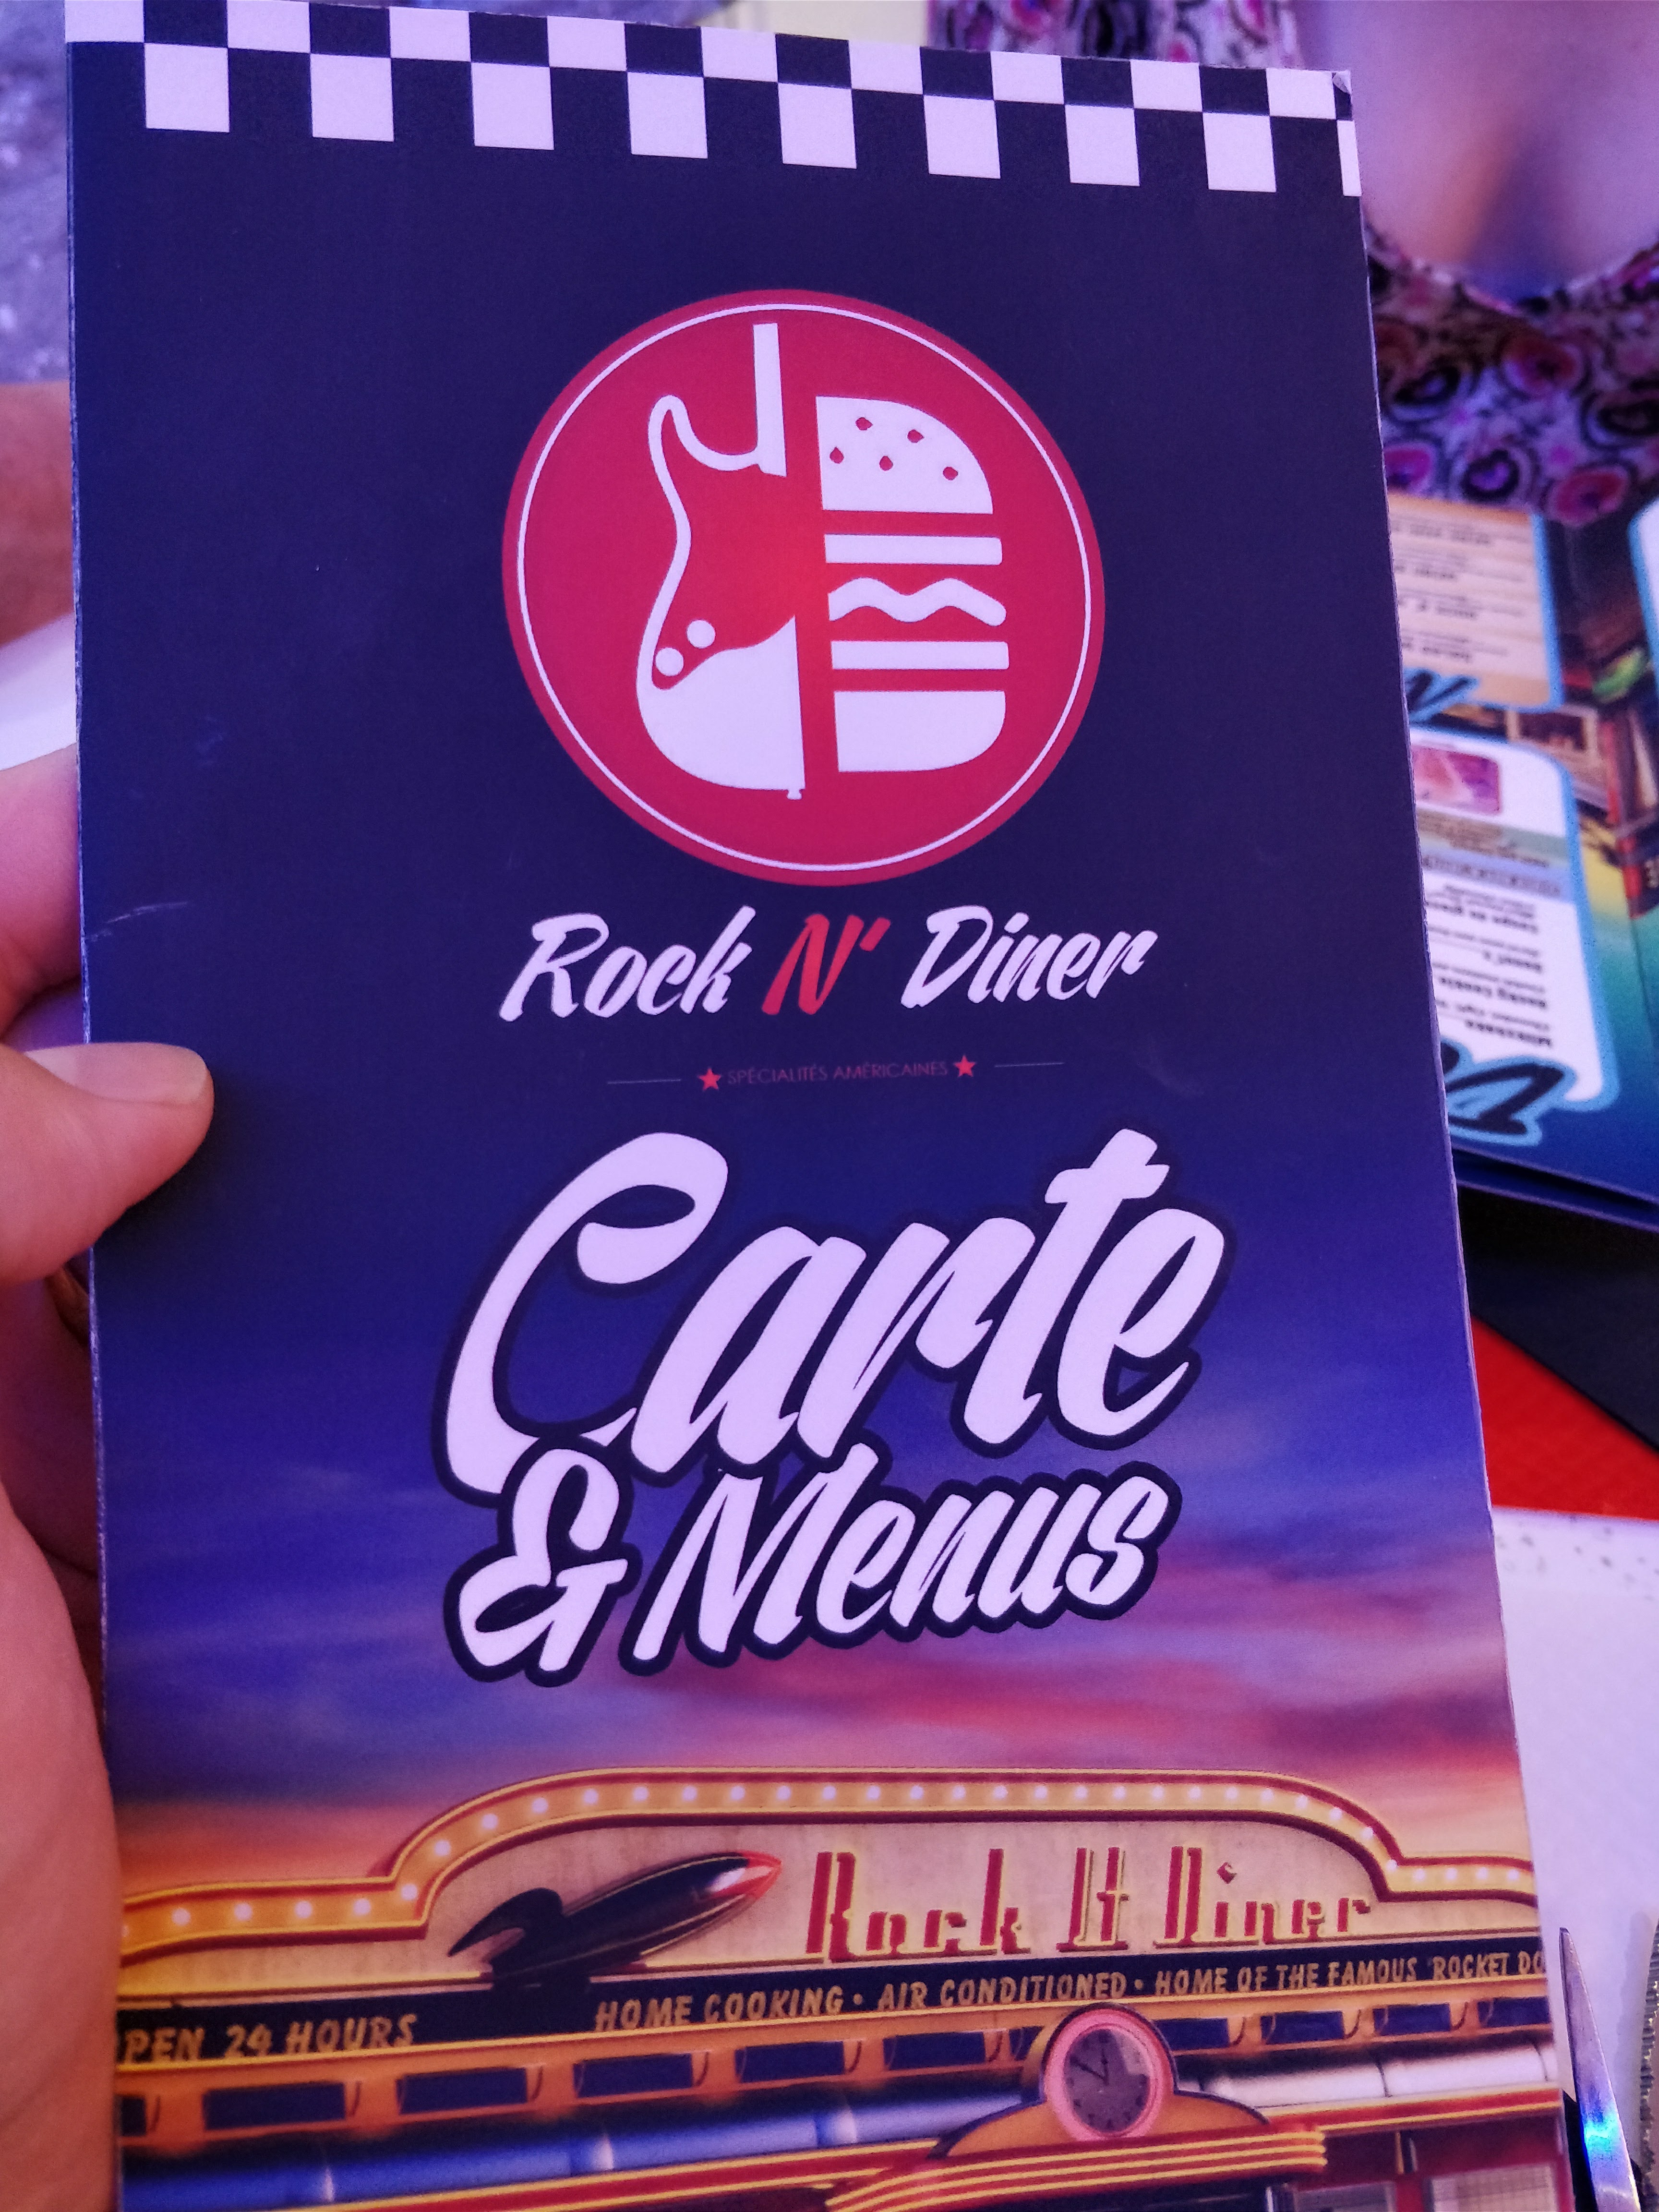 Rock N' Diner
SPÉCIALITÉS AMÉRICAINES
Carte
& Menus
Rock It Diner
PEN 24 HOURS
HOME COOKING • AIR CONDITIONED • HOME OF THE FAMOUS 'ROCKET DO